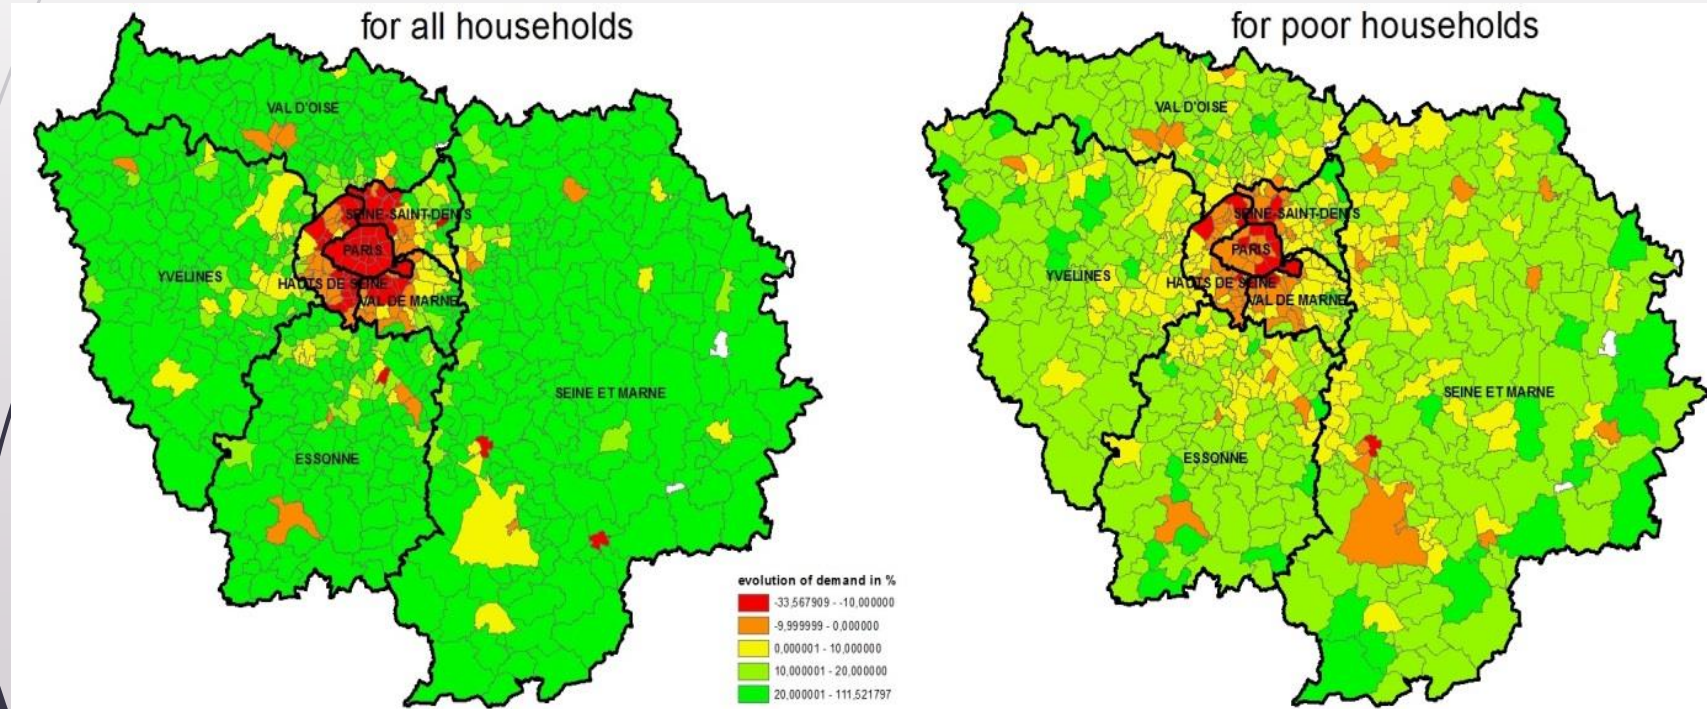 for all households
VAL D'OISE
SEINE-SAINT-DENIS
PARIS
YVELINES
HAUTS DE SEINE
VAL DE MARNE
SEINE ET MARNE
ESSONNE
evolution of demand in %
-33,567909 - -10,000000
-9,999999 - 0,000000
0,000001 - 10,000000
10,000001 - 20,000000
20,000001 - 111,521797
for poor households
VAL D'OISE
SEINE-SAINT-DENIS
PARIS
YVELINES
HAUTS DE SEINE
VAL DE MARNE
SEINE ET MARNE
ESSONNE